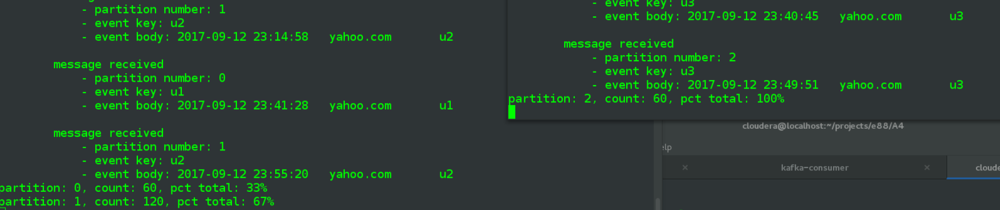 - partition number: 1
- event key: u2
- event body: 2017-09-12 23:14:58 yahoo.com u2
message received
- partition number: 0
- event key: u1
- event body: 2017-09-12 23:41:28 yahoo.com u1
message received
- partition number: 1
- event key: u2
- event body: 2017-09-12 23:55:20 yahoo.com u2
partition: 0, count: 60, pct total: 33%
partition: 1, count: 120, pct total: 67%
- event key: u3
- event body: 2017-09-12 23:40:45 yahoo.com u3
message received
- partition number: 2
- event key: u3
- event body: 2017-09-12 23:49:51 yahoo.com u3
partition: 2, count: 60, pct total: 100%
cloudera@localhost:~/projects/e88/A4
elp
× kafka-consumer × cloude